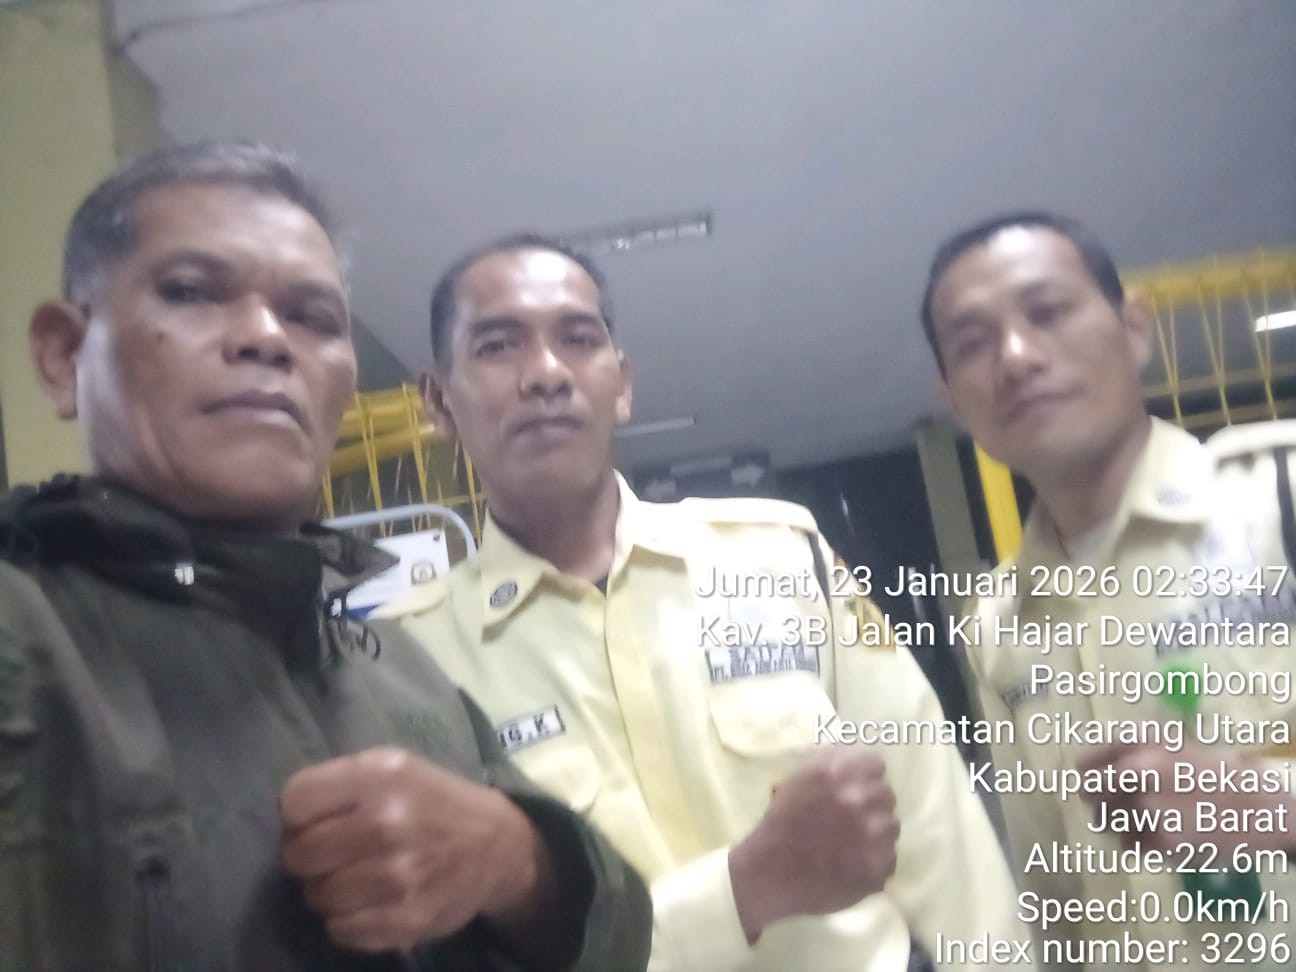 Jumat, 23 Januari 2026 02:33:47
Kav. 3B Jalan Ki Hajar Dewantara
Pasirgombong
Kecamatan Cikarang Utara
Kabupaten Bekasi
Jawa Barat
Altitude:22.6m
Speed:0.0km/h
Index number: 3296
SATPAM
G.K